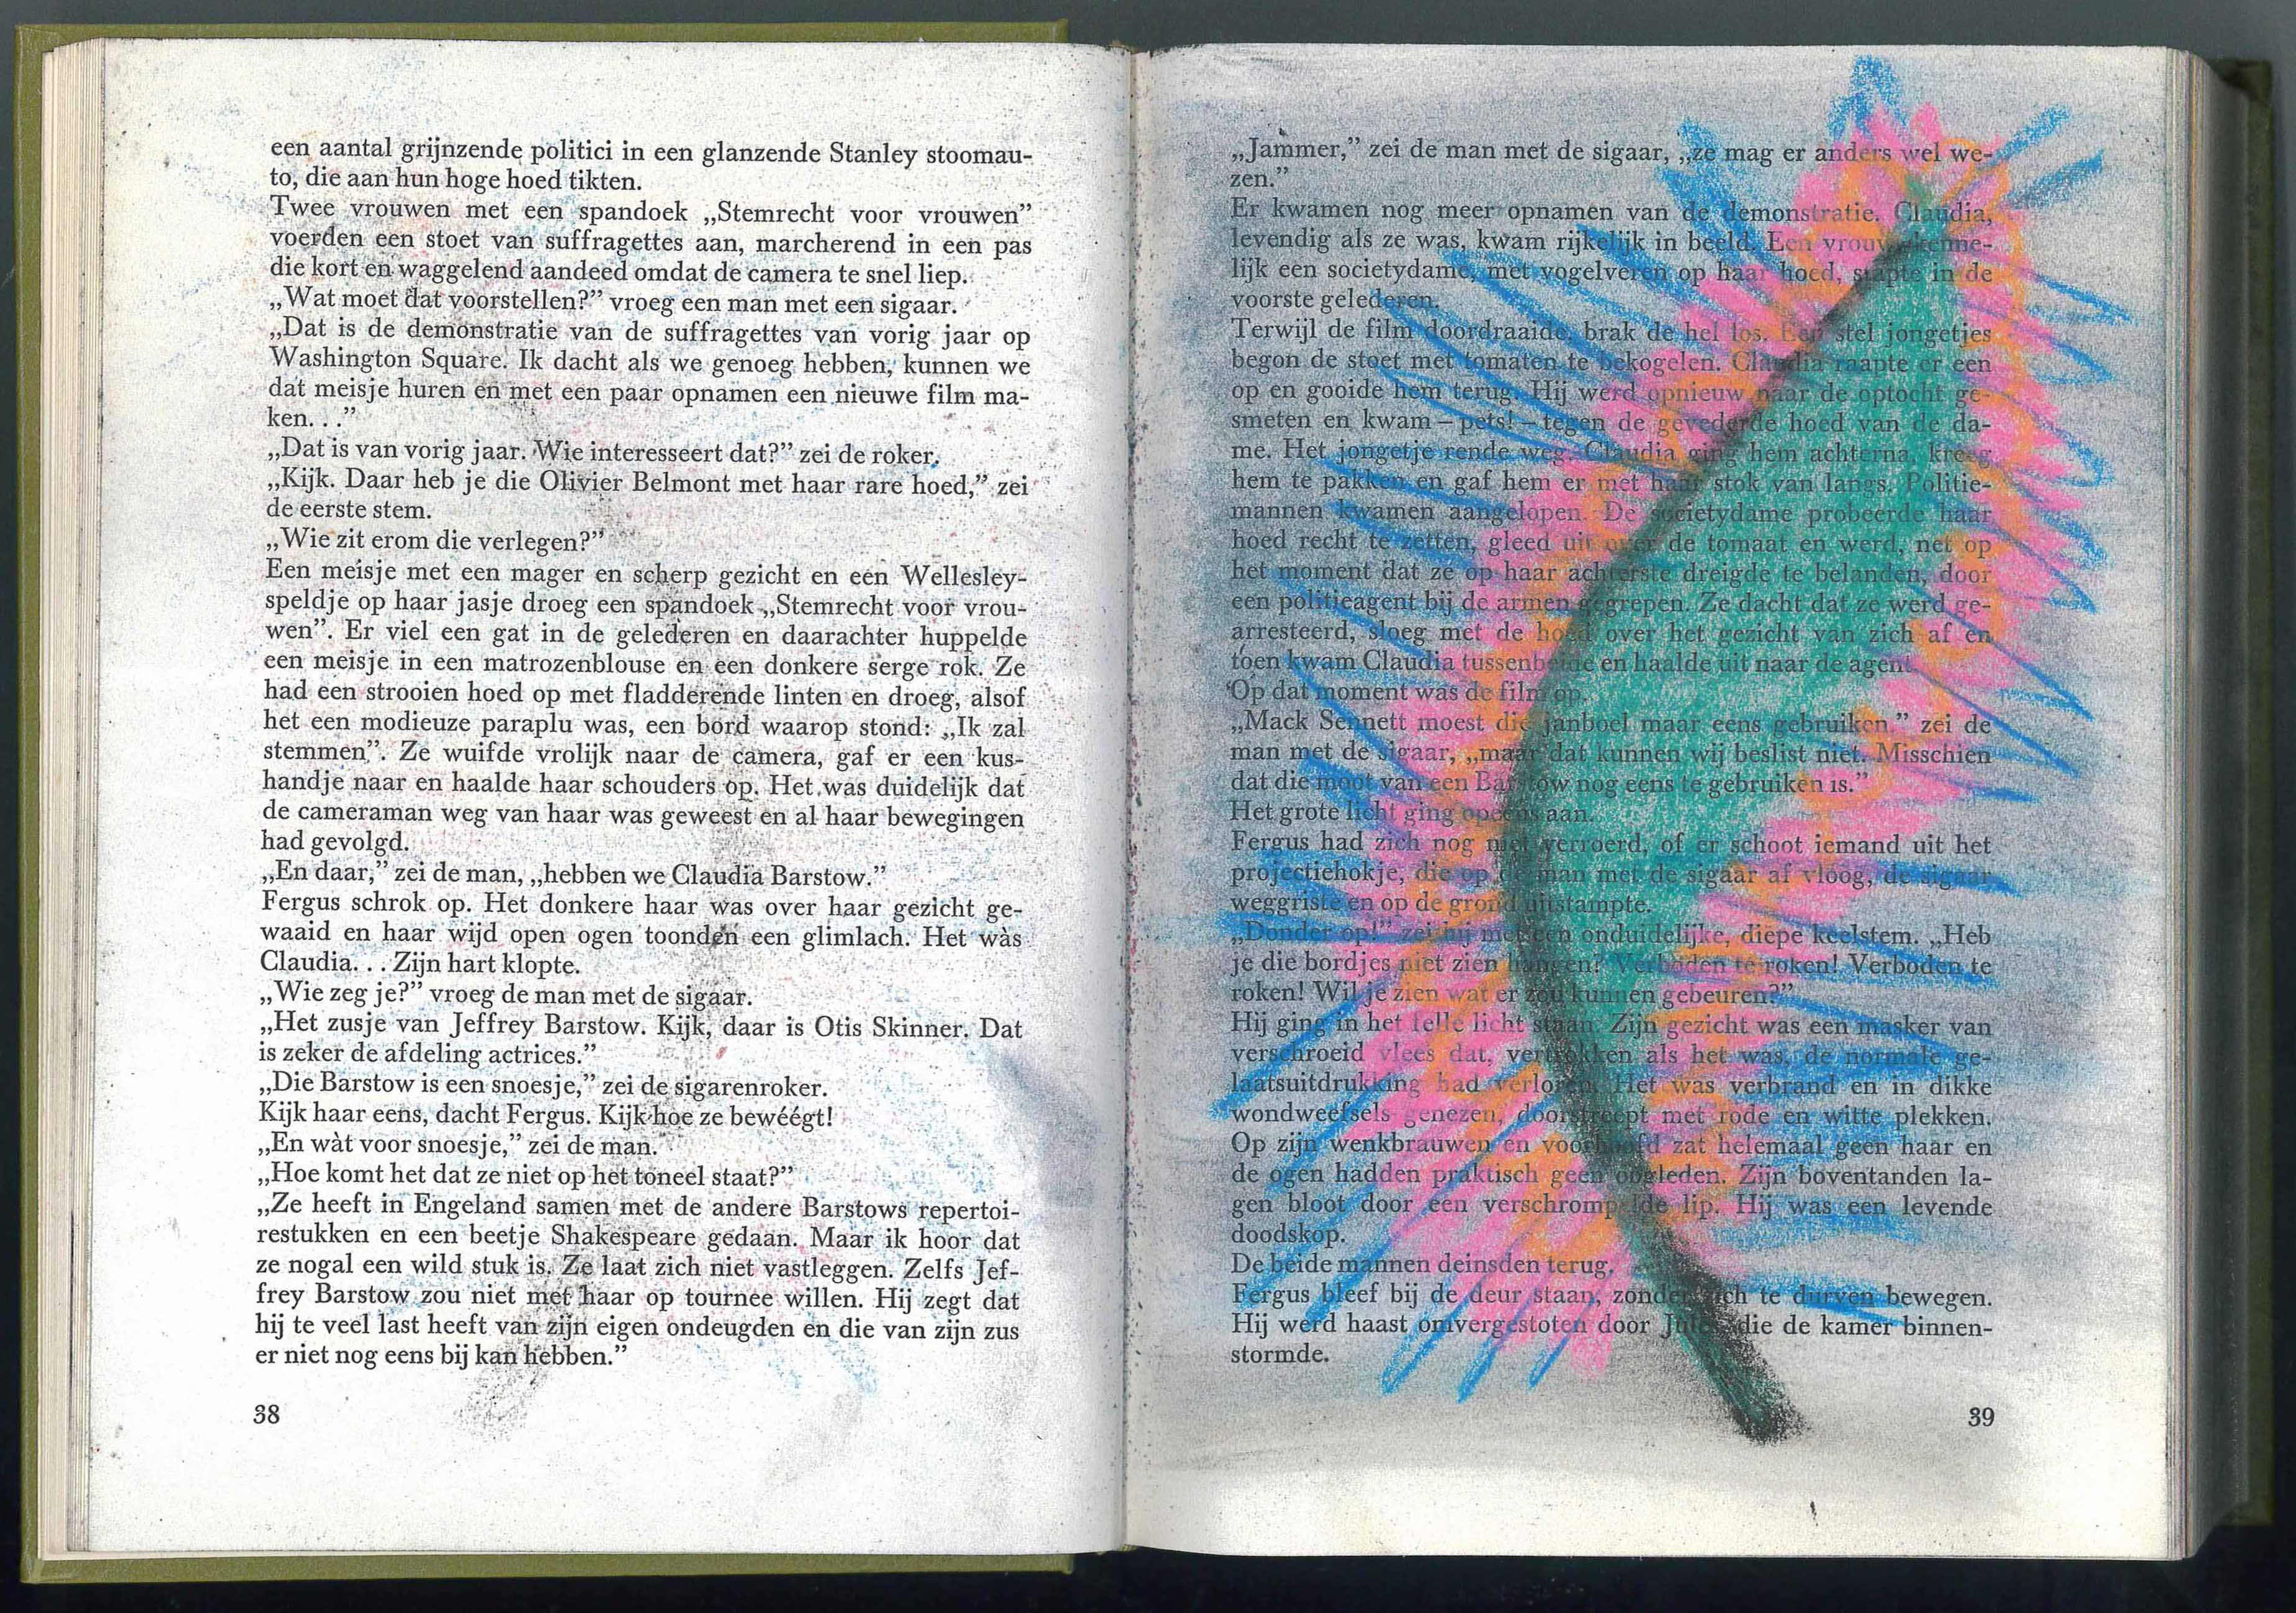 een aantal grijnzende politici in een glanzende Stanley stoomau-
to, die aan hun hoge hoed tikten.
Twee vrouwen met een spandoek „Stemrecht voor vrouwen”
voerden een stoet van suffragettes aan, marcherend in een pas
die kort en waggelend aandeed omdat de camera te snel liep.
„Wat moet dat voorstellen?” vroeg een man met een sigaar.
„Dat is de demonstratie van de suffragettes van vorig jaar op
Washington Square. Ik dacht als we genoeg hebben, kunnen we
dat meisje huren en met een paar opnamen een nieuwe film ma-
ken...”
„Dat is van vorig jaar. Wie interesseert dat?” zei de roker.
„Kijk. Daar heb je die Olivier Belmont met haar rare hoed,” zei
de eerste stem.
„Wie zit erom die verlegen?”
Een meisje met een mager en scherp gezicht en een Wellesley-
speldje op haar jasje droeg een spandoek „Stemrecht voor vrou-
wen”. Er viel een gat in de gelederen en daarachter huppelde
een meisje in een matrozenblouse en een donkere serge rok. Ze
had een strooien hoed op met fladderende linten en droeg, alsof
het een modieuze paraplu was, een bord waarop stond: „Ik zal
stemmen”. Ze wuifde vrolijk naar de camera, gaf er een kus-
handje naar en haalde haar schouders op. Het was duidelijk dat
de cameraman weg van haar was geweest en al haar bewegingen
had gevolgd.
„En daar,” zei de man, „hebben we Claudia Barstow.”
Fergus schrok op. Het donkere haar was over haar gezicht ge-
waaid en haar wijd open ogen toonden een glimlach. Het wàs
Claudia... Zijn hart klopte.
„Wie zeg je?” vroeg de man met de sigaar.
„Het zusje van Jeffrey Barstow. Kijk, daar is Otis Skinner. Dat
is zeker de afdeling actrices.”
„Die Barstow is een snoesje,” zei de sigarenroker.
Kijk haar eens, dacht Fergus. Kijk hoe ze bewéégt!
„En wàt voor snoesje,” zei de man.
„Hoe komt het dat ze niet op het toneel staat?”
„Ze heeft in Engeland samen met de andere Barstows repertoi-
restukken en een beetje Shakespeare gedaan. Maar ik hoor dat
ze nogal een wild stuk is. Ze laat zich niet vastleggen. Zelfs Jef-
frey Barstow zou niet met haar op tournee willen. Hij zegt dat
hij te veel last heeft van zijn eigen ondeugden en die van zijn zus
er niet nog eens bij kan hebben.”
38
„Jammer,” zei de man met de sigaar, „ze mag er anders wel we-
zen.”
Er kwamen nog meer opnamen van de demonstratie. Claudia,
levendig als ze was, kwam rijkelijk in beeld. Een vrouw, kenne-
lijk een societydame, met vogelveren op haar hoed, stapte in de
voorste gelederen.
Terwijl de film doordraaide, brak de hel los. Een stel jongetjes
begon de stoet met tomaten te bekogelen. Claudia raapte er een
op en gooide hem terug. Hij werd opnieuw naar de optocht ge-
smeten en kwam – pets! – tegen de gevederde hoed van de da-
me. Het jongetje rende weg. Claudia ging hem achterna, kreeg
hem te pakken en gaf hem er met haar stok van langs. Politie-
mannen kwamen aangelopen. De societydame probeerde haar
hoed recht te zetten, gleed uit over de tomaat en werd, net op
het moment dat ze op haar achterste dreigde te belanden, door
een politieagent bij de armen gegrepen. Ze dacht dat ze werd ge-
arresteerd, sloeg met de hoed over het gezicht van zich af en
toen kwam Claudia tussenbeide en haalde uit naar de agent.
Op dat moment was de film op.
„Mack Sennett moest die janboel maar eens gebruiken,” zei de
man met de sigaar, „maar dat kunnen wij beslist niet. Misschien
dat die moot van een Barstow nog eens te gebruiken is.”
Het grote licht ging opeens aan.
Fergus had zich nog niet verroerd, of er schoot iemand uit het
projectiehokje, die op de man met de sigaar af vloog, de sigaar
weggriste en op de grond uitstampte.
„Donder op!” zei hij met een onduidelijke, diepe keelstem. „Heb
je die bordjes niet zien hangen? Verboden te roken! Verboden te
roken! Wil je zien wat er zou kunnen gebeuren?”
Hij ging in het felle licht staan. Zijn gezicht was een masker van
verschroeid vlees dat, vertrokken als het was, de normale ge-
laatsuitdrukking had verloren. Het was verbrand en in dikke
wondweefsels genezen, doorstreept met rode en witte plekken.
Op zijn wenkbrauwen en voorhoofd zat helemaal geen haar en
de ogen hadden praktisch geen oogleden. Zijn boventanden la-
gen bloot door een verschrompelde lip. Hij was een levende
doodskop.
De beide mannen deinsden terug.
Fergus bleef bij de deur staan, zonder zich te durven bewegen.
Hij werd haast omvergestoten door die de kamer binnen-
stormde.
39